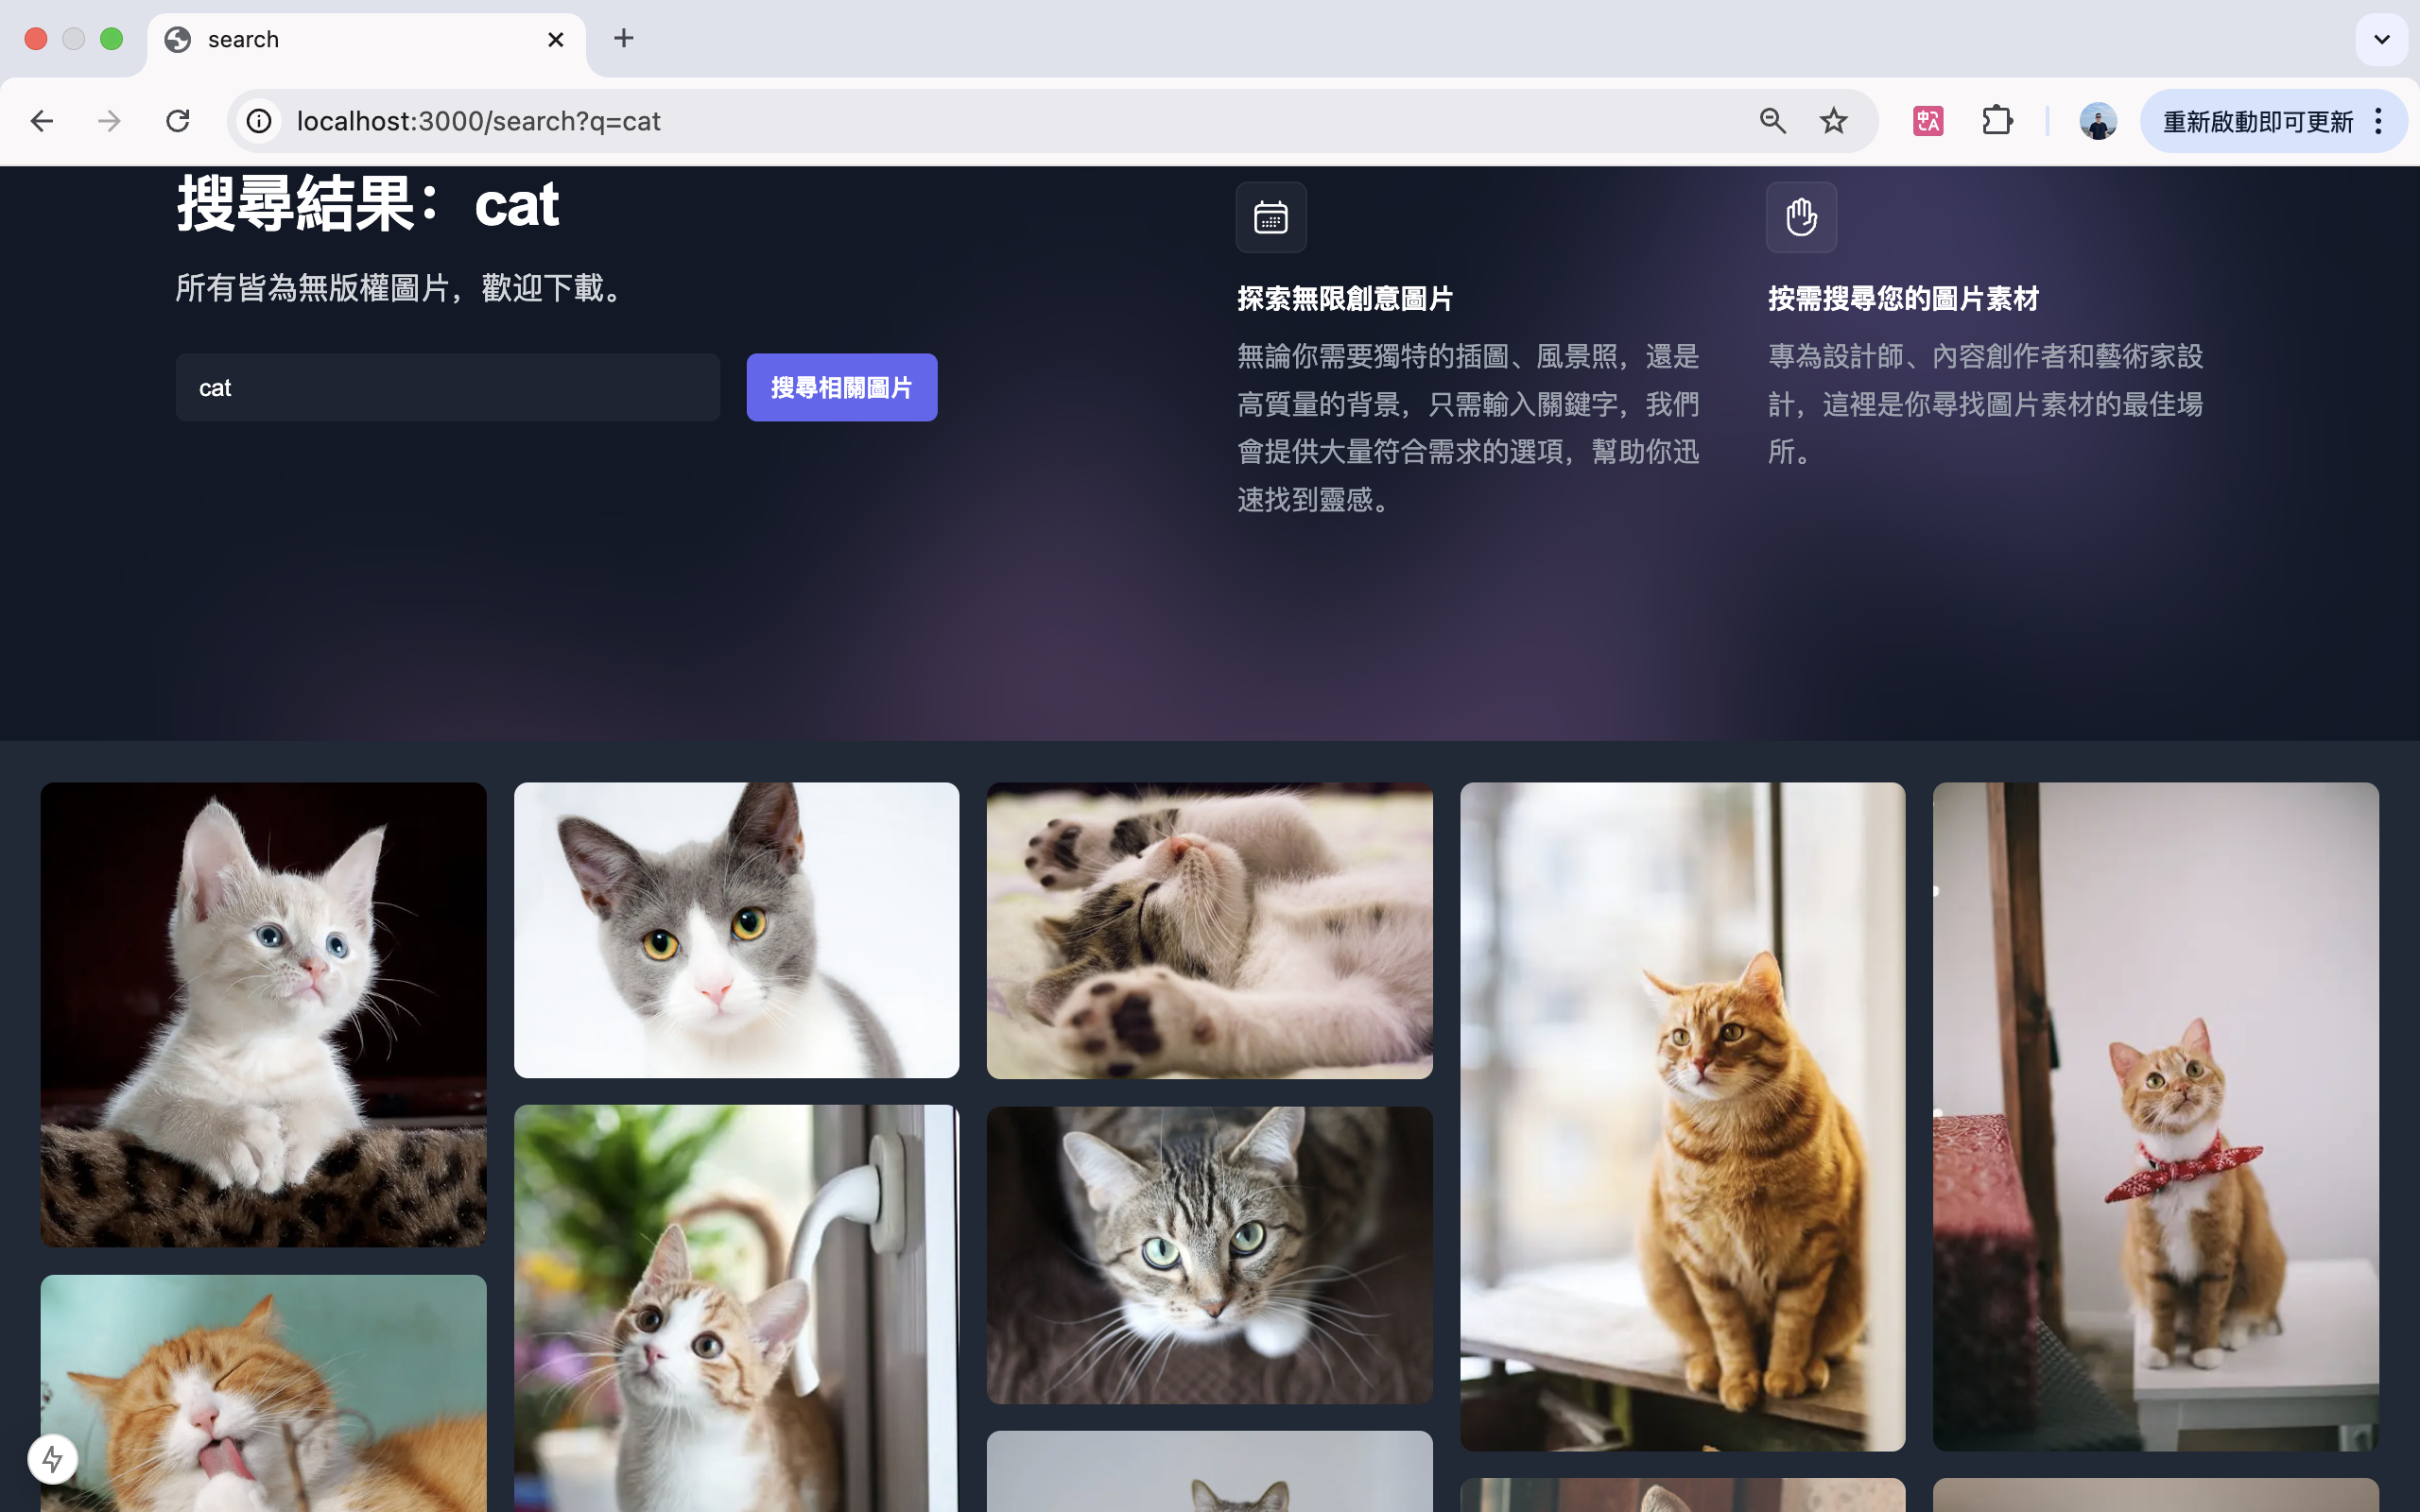 search
localhost:3000/search?q=cat
中A
重新啟動即可更新
搜尋結果：cat
所有皆為無版權圖片，歡迎下載。
cat
搜尋相關圖片
探索無限創意圖片
無論你需要獨特的插圖、風景照，還是
高質量的背景，只需輸入關鍵字，我們
會提供大量符合需求的選項，幫助你迅
速找到靈感。
按需搜尋您的圖片素材
專為設計師、內容創作者和藝術家設
計，這裡是你尋找圖片素材的最佳場
所。